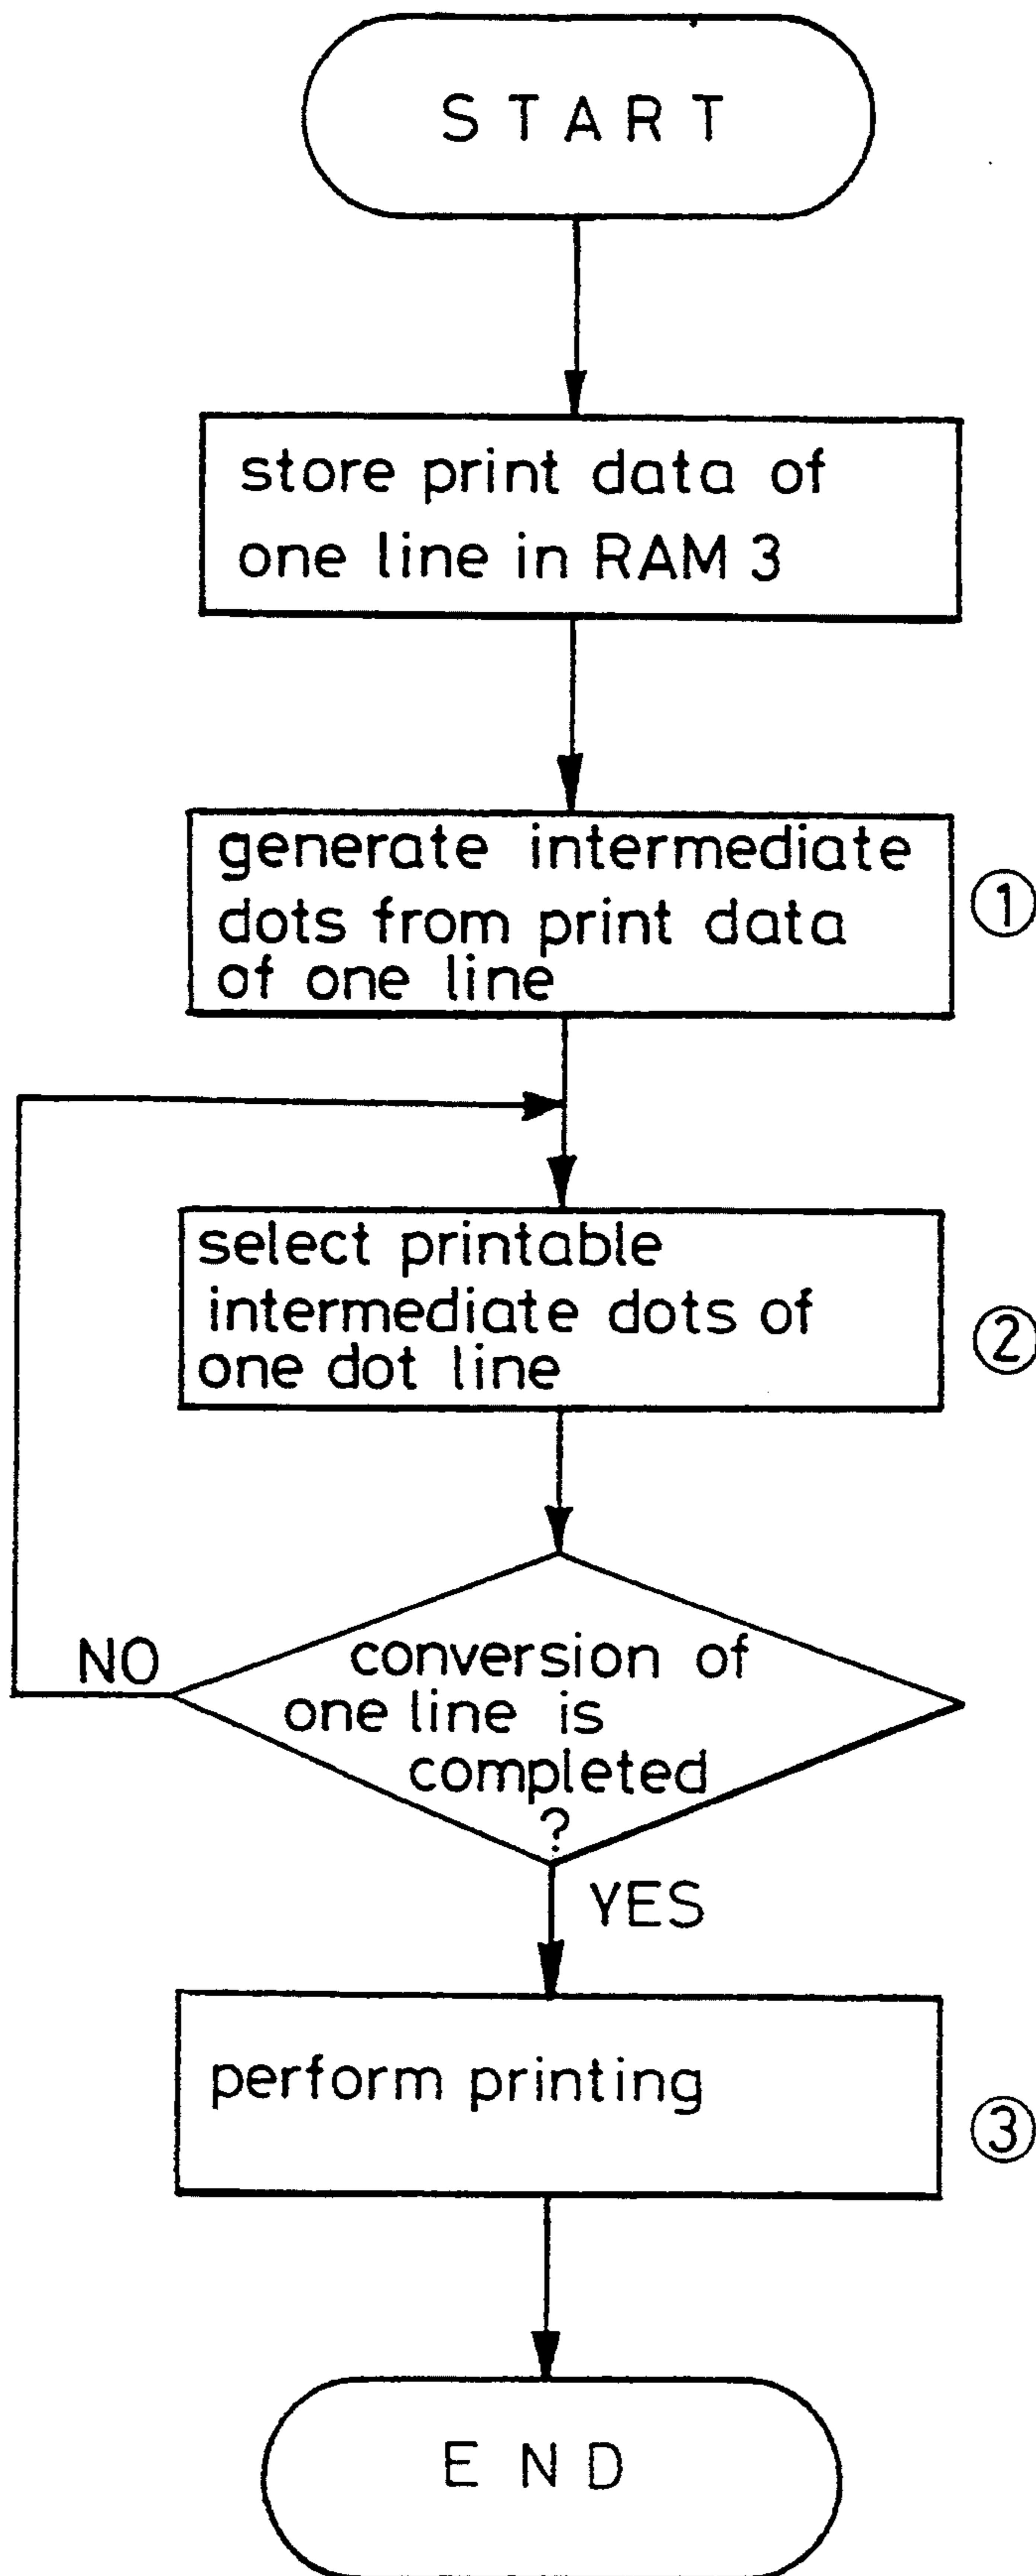 START
store print data of
one line in RAM 3
generate intermediate
dots from print data
of one line
①
select printable
intermediate dots of
one dot line
②
NO
conversion of
one line is
completed
?
YES
perform printing
③
END